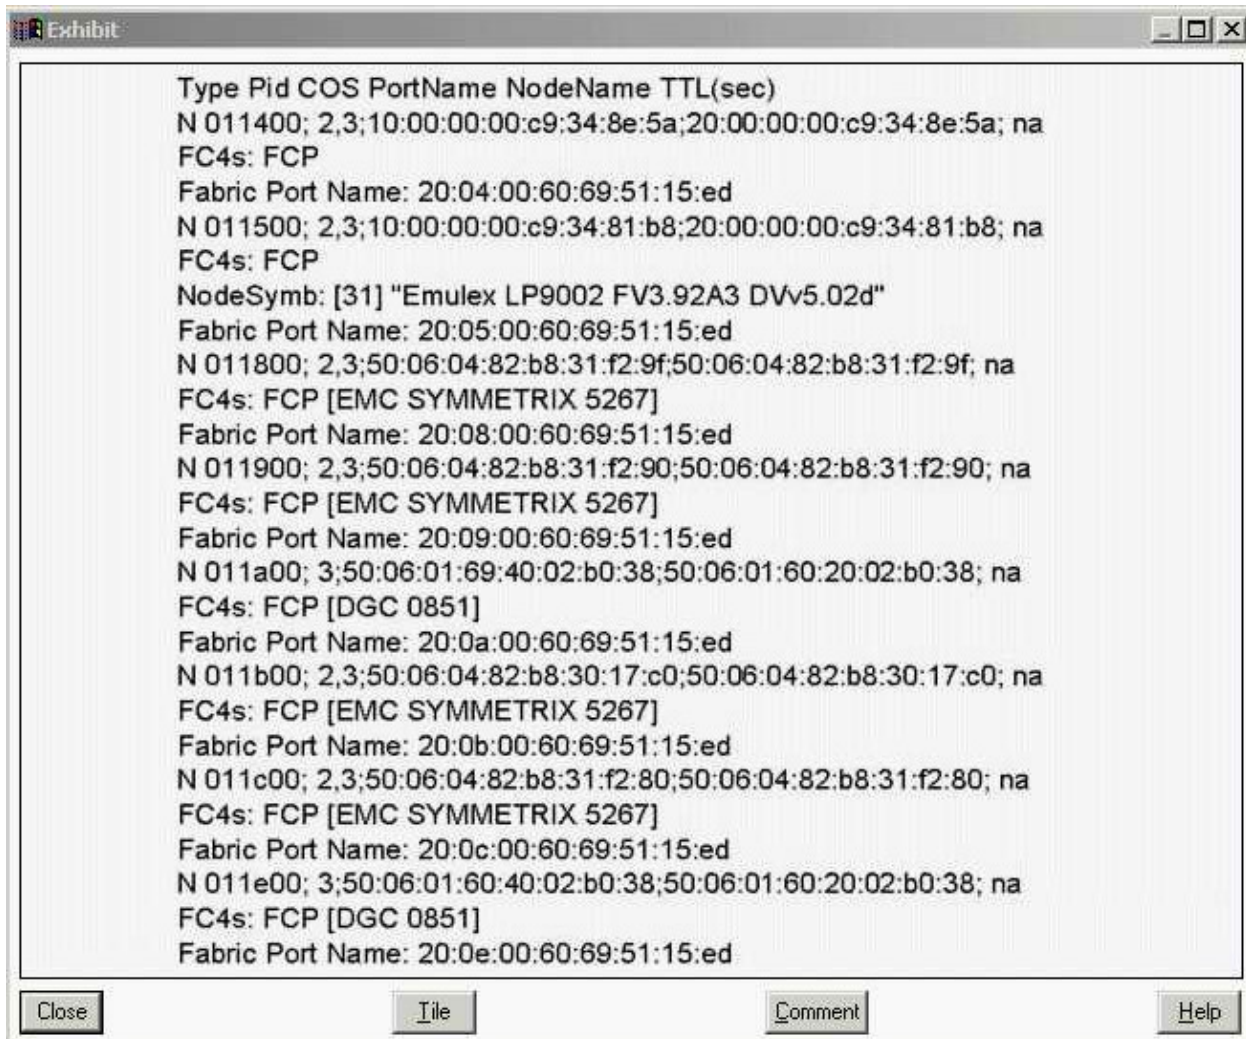 Exhibit
Type Pid COS PortName NodeName TTL(sec)
N 011400; 2,3;10:00:00:00:c9:34:8e:5a;20:00:00:00:c9:34:8e:5a; na
FC4s: FCP
Fabric Port Name: 20:04:00:60:69:51:15:ed
N 011500; 2,3;10:00:00:00:c9:34:81:b8;20:00:00:00:c9:34:81:b8; na
FC4s: FCP
NodeSymb: [31] "Emulex LP9002 FV3.92A3 DVv5.02d"
Fabric Port Name: 20:05:00:60:69:51:15:ed
N 011800; 2,3;50:06:04:82:b8:31:f2:9f;50:06:04:82:b8:31:f2:9f; na
FC4s: FCP [EMC SYMMETRIX 5267]
Fabric Port Name: 20:08:00:60:69:51:15:ed
N 011900; 2,3;50:06:04:82:b8:31:f2:90;50:06:04:82:b8:31:f2:90; na
FC4s: FCP [EMC SYMMETRIX 5267]
Fabric Port Name: 20:09:00:60:69:51:15:ed
N 011a00; 3;50:06:01:69:40:02:b0:38;50:06:01:60:20:02:b0:38; na
FC4s: FCP [DGC 0851]
Fabric Port Name: 20:0a:00:60:69:51:15:ed
N 011b00; 2,3;50:06:04:82:b8:30:17:c0;50:06:04:82:b8:30:17:c0; na
FC4s: FCP [EMC SYMMETRIX 5267]
Fabric Port Name: 20:0b:00:60:69:51:15:ed
N 011c00; 2,3;50:06:04:82:b8:31:f2:80;50:06:04:82:b8:31:f2:80; na
FC4s: FCP [EMC SYMMETRIX 5267]
Fabric Port Name: 20:0c:00:60:69:51:15:ed
N 011e00; 3;50:06:01:60:40:02:b0:38;50:06:01:60:20:02:b0:38; na
FC4s: FCP [DGC 0851]
Fabric Port Name: 20:0e:00:60:69:51:15:ed
Close Tile Comment Help